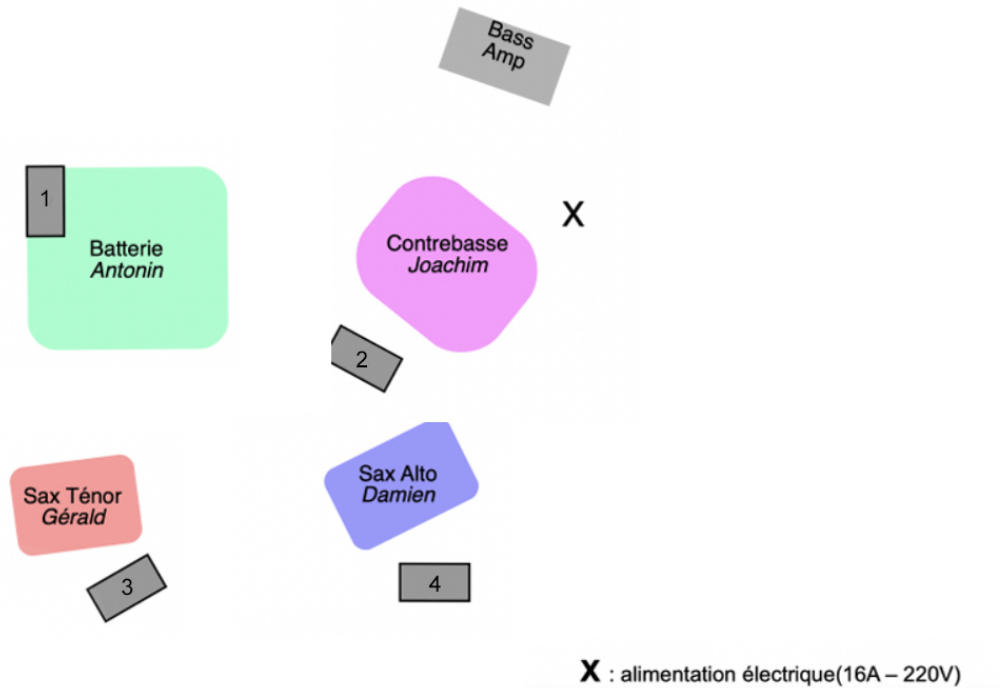 Bass
Amp
1
Batterie
Antonin
Contrebasse
Joachim
X
2
Sax Ténor
Gérald
Sax Alto
Damien
3
4
X : alimentation électrique(16A – 220V)